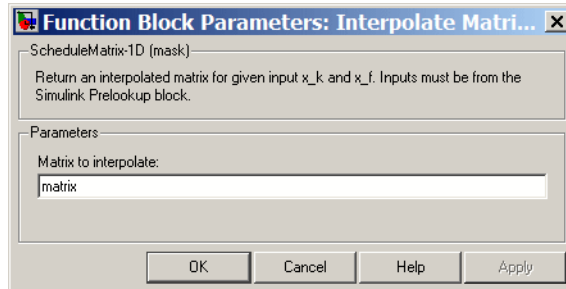 Function Block Parameters: Interpolate Matri...
ScheduleMatrix-1D (mask)
Return an interpolated matrix for given input x_k and x_f. Inputs must be from the
Simulink Prelookup block.
Parameters
Matrix to interpolate:
matrix
OK Cancel Help Apply